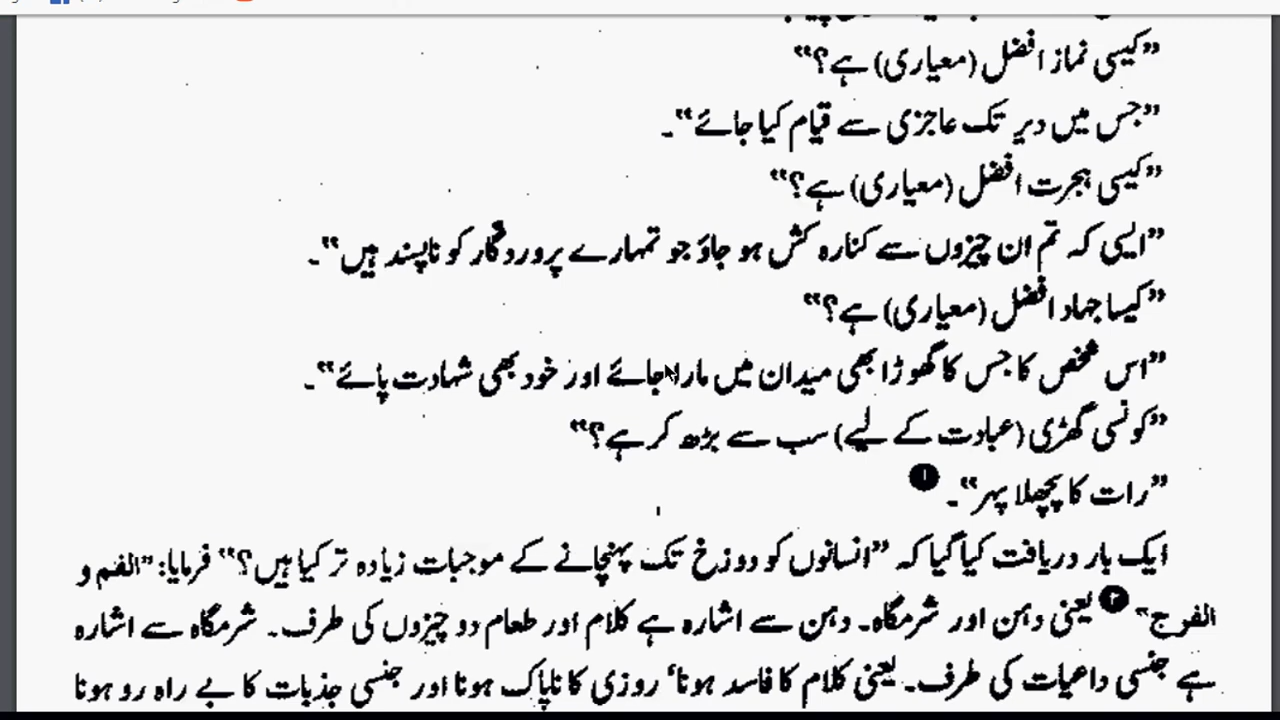 ”کیسی نماز افضل (معیاری) ہے؟“
”جس میں دیر تک عاجزی سے قیام کیا جائے“۔
”کیسی ہجرت افضل (معیاری) ہے؟“
”ایسی کہ تم ان چیزوں سے کنارہ کش ہو جاؤ جو تمہارے پروردگار کو ناپسند ہیں“۔
”کیسا جہاد افضل (معیاری) ہے؟“
”اس شخص کا جس کا گھوڑا بھی میدان میں مارا جائے اور خود بھی شہادت پائے“۔
”کونسی گھڑی (عبادت کے لیے) سب سے بڑھ کر ہے؟“
”رات کا پچھلا پہر“۔ ۱
ایک بار دریافت کیا گیا کہ ”انسانوں کو دوزخ تک پہنچانے کے موجبات زیادہ تر کیا ہیں؟“ فرمایا: ”الفم و
الفرج“ ۲ یعنی دہن اور شرمگاہ۔ دہن سے اشارہ ہے کلام اور طعام دو چیزوں کی طرف۔ شرمگاہ سے اشارہ
ہے جنسی داعیات کی طرف۔ یعنی کلام کا فاسد ہونا‘ روزی کا ناپاک ہونا اور جنسی جذبات کا بے راہ رو ہونا